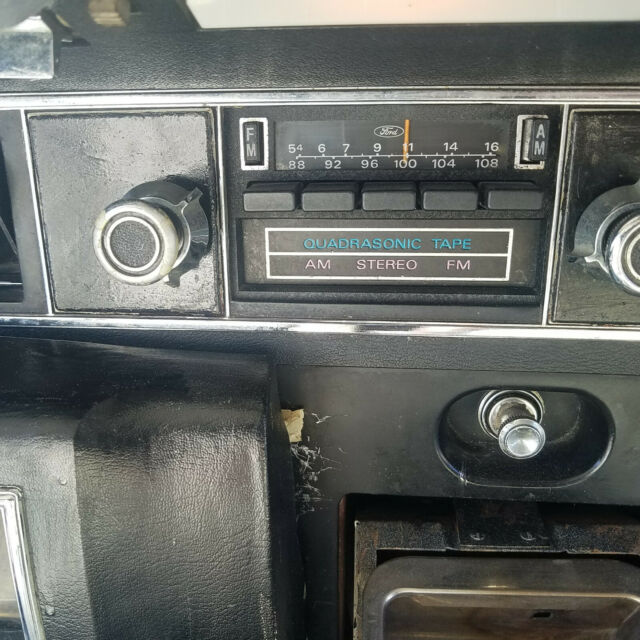 FM
Ford
AM
54 6 7 9 11 14 16
88 92 96 100 104 108
QUADRASONIC TAPE
AM STEREO FM